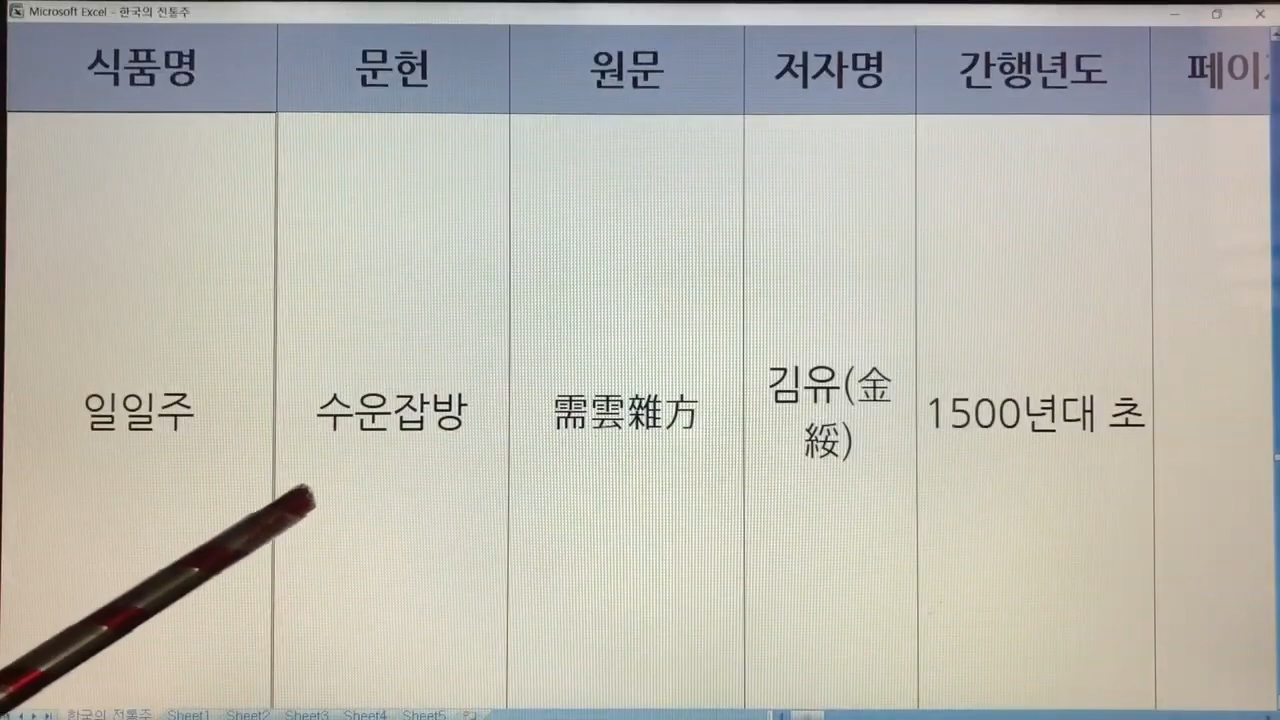 Microsoft Excel - 한국의 전통주
식품명 문헌 원문 저자명 간행년도 페이
일일주 수운잡방 需雲雜方 김유(金
綏) 1500년대 초
한국의 전통주 Sheet1 Sheet2 Sheet3 Sheet4 Sheet5